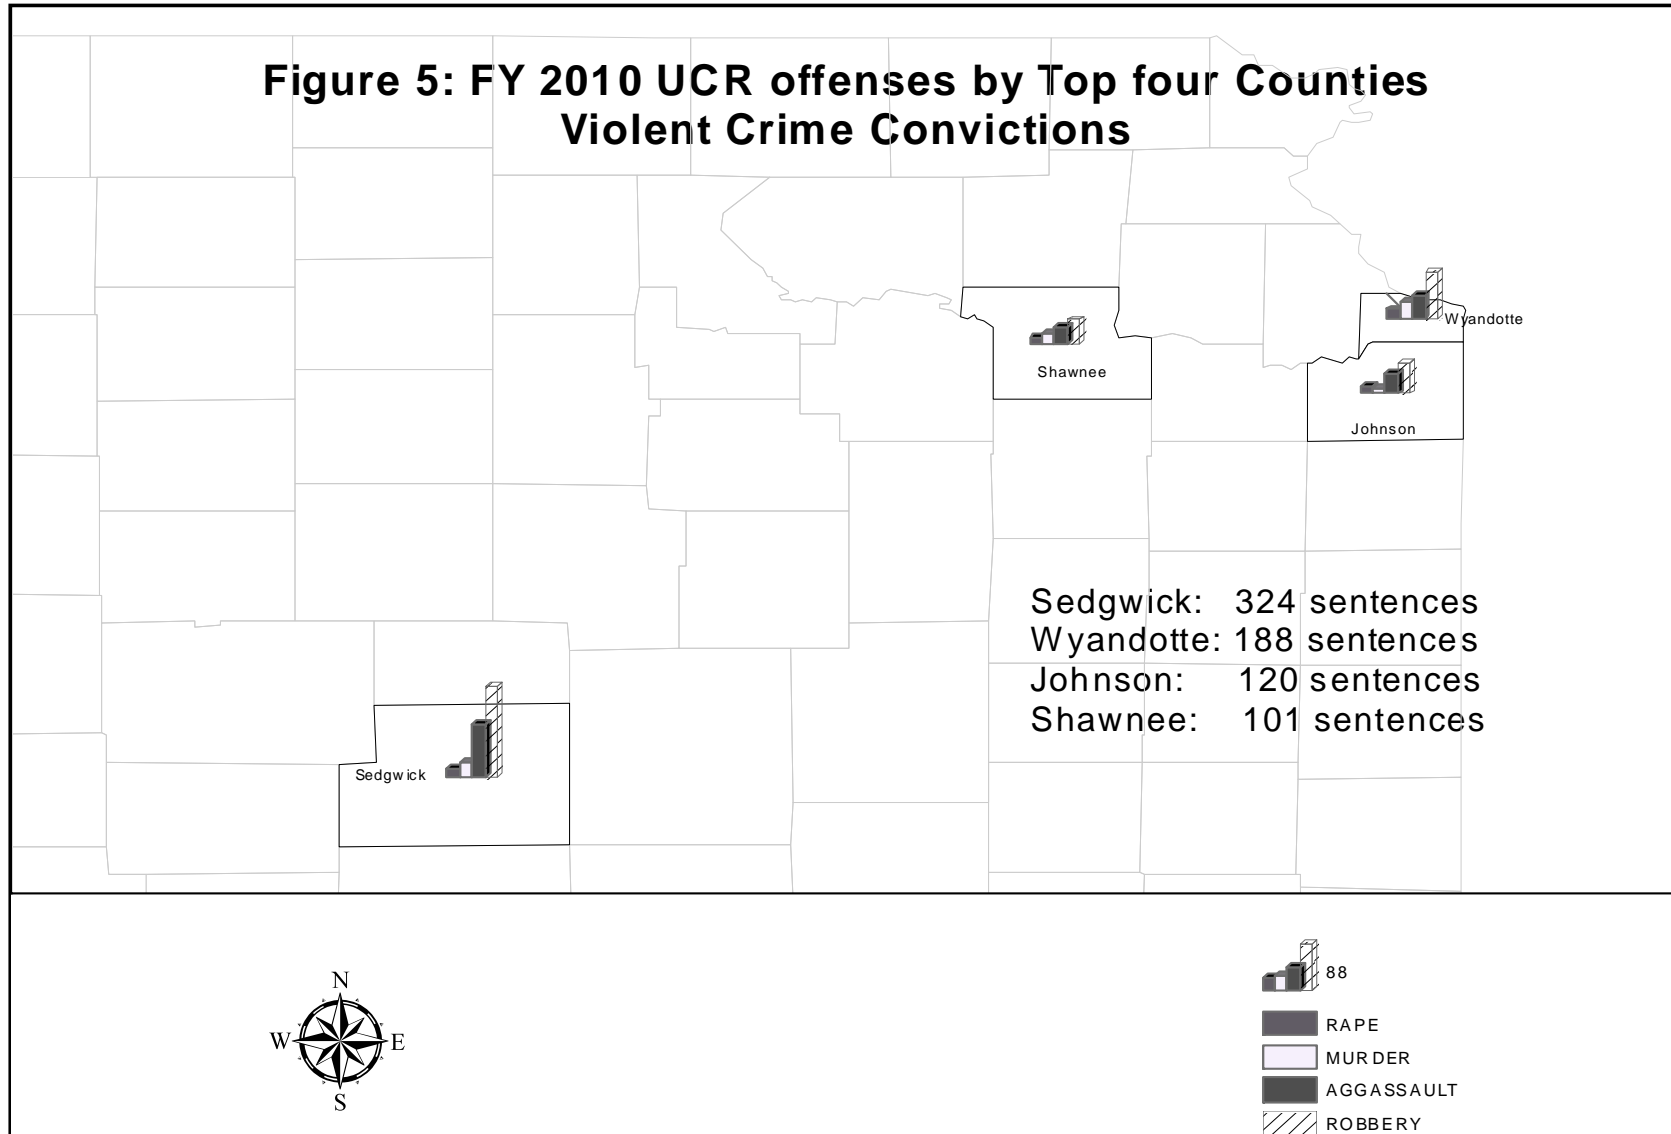 Figure 5: FY 2010 UCR offenses by Top four Counties
Violent Crime Convictions
Wyandotte
Shawnee
Johnson
Sedgwick: 324 sentences
Wyandotte: 188 sentences
Johnson: 120 sentences
Shawnee: 101 sentences
Sedgwick
N
W E
S
88
RAPE
MURDER
AGGASSAULT
ROBBERY